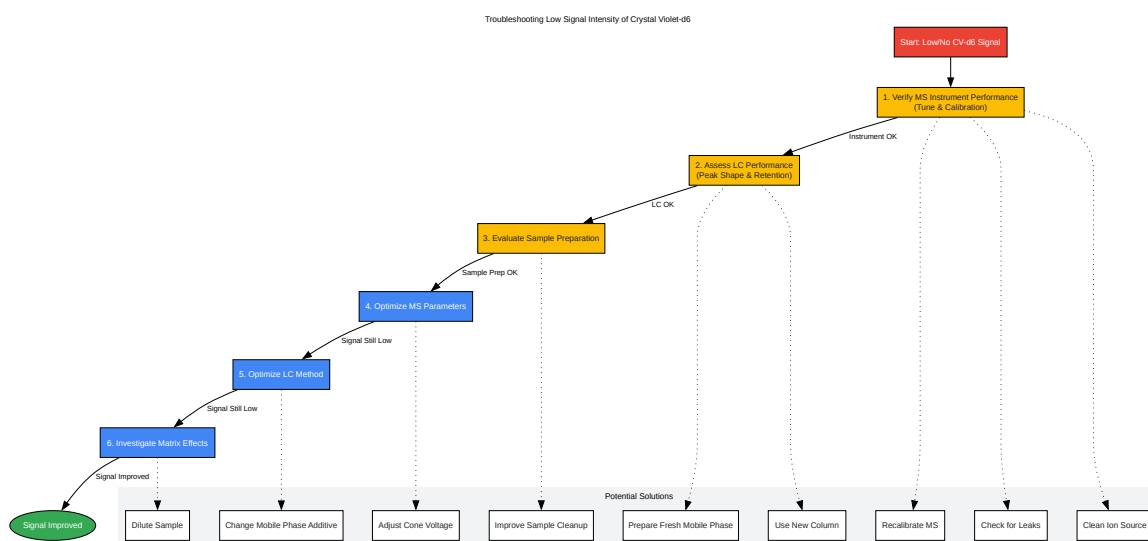 Troubleshooting Low Signal Intensity of Crystal Violet-d6
Start: Low/No CV-d6 Signal
1. Verify MS Instrument Performance
(Tune & Calibration)
Instrument OK
2. Assess LC Performance
(Peak Shape & Retention)
LC OK
3. Evaluate Sample Preparation
Sample Prep OK
4. Optimize MS Parameters
Signal Still Low
5. Optimize LC Method
Signal Still Low
6. Investigate Matrix Effects
Signal Improved
Signal Improved
Potential Solutions
Dilute Sample
Change Mobile Phase Additive
Adjust Cone Voltage
Improve Sample Cleanup
Prepare Fresh Mobile Phase
Use New Column
Recalibrate MS
Check for Leaks
Clean Ion Source